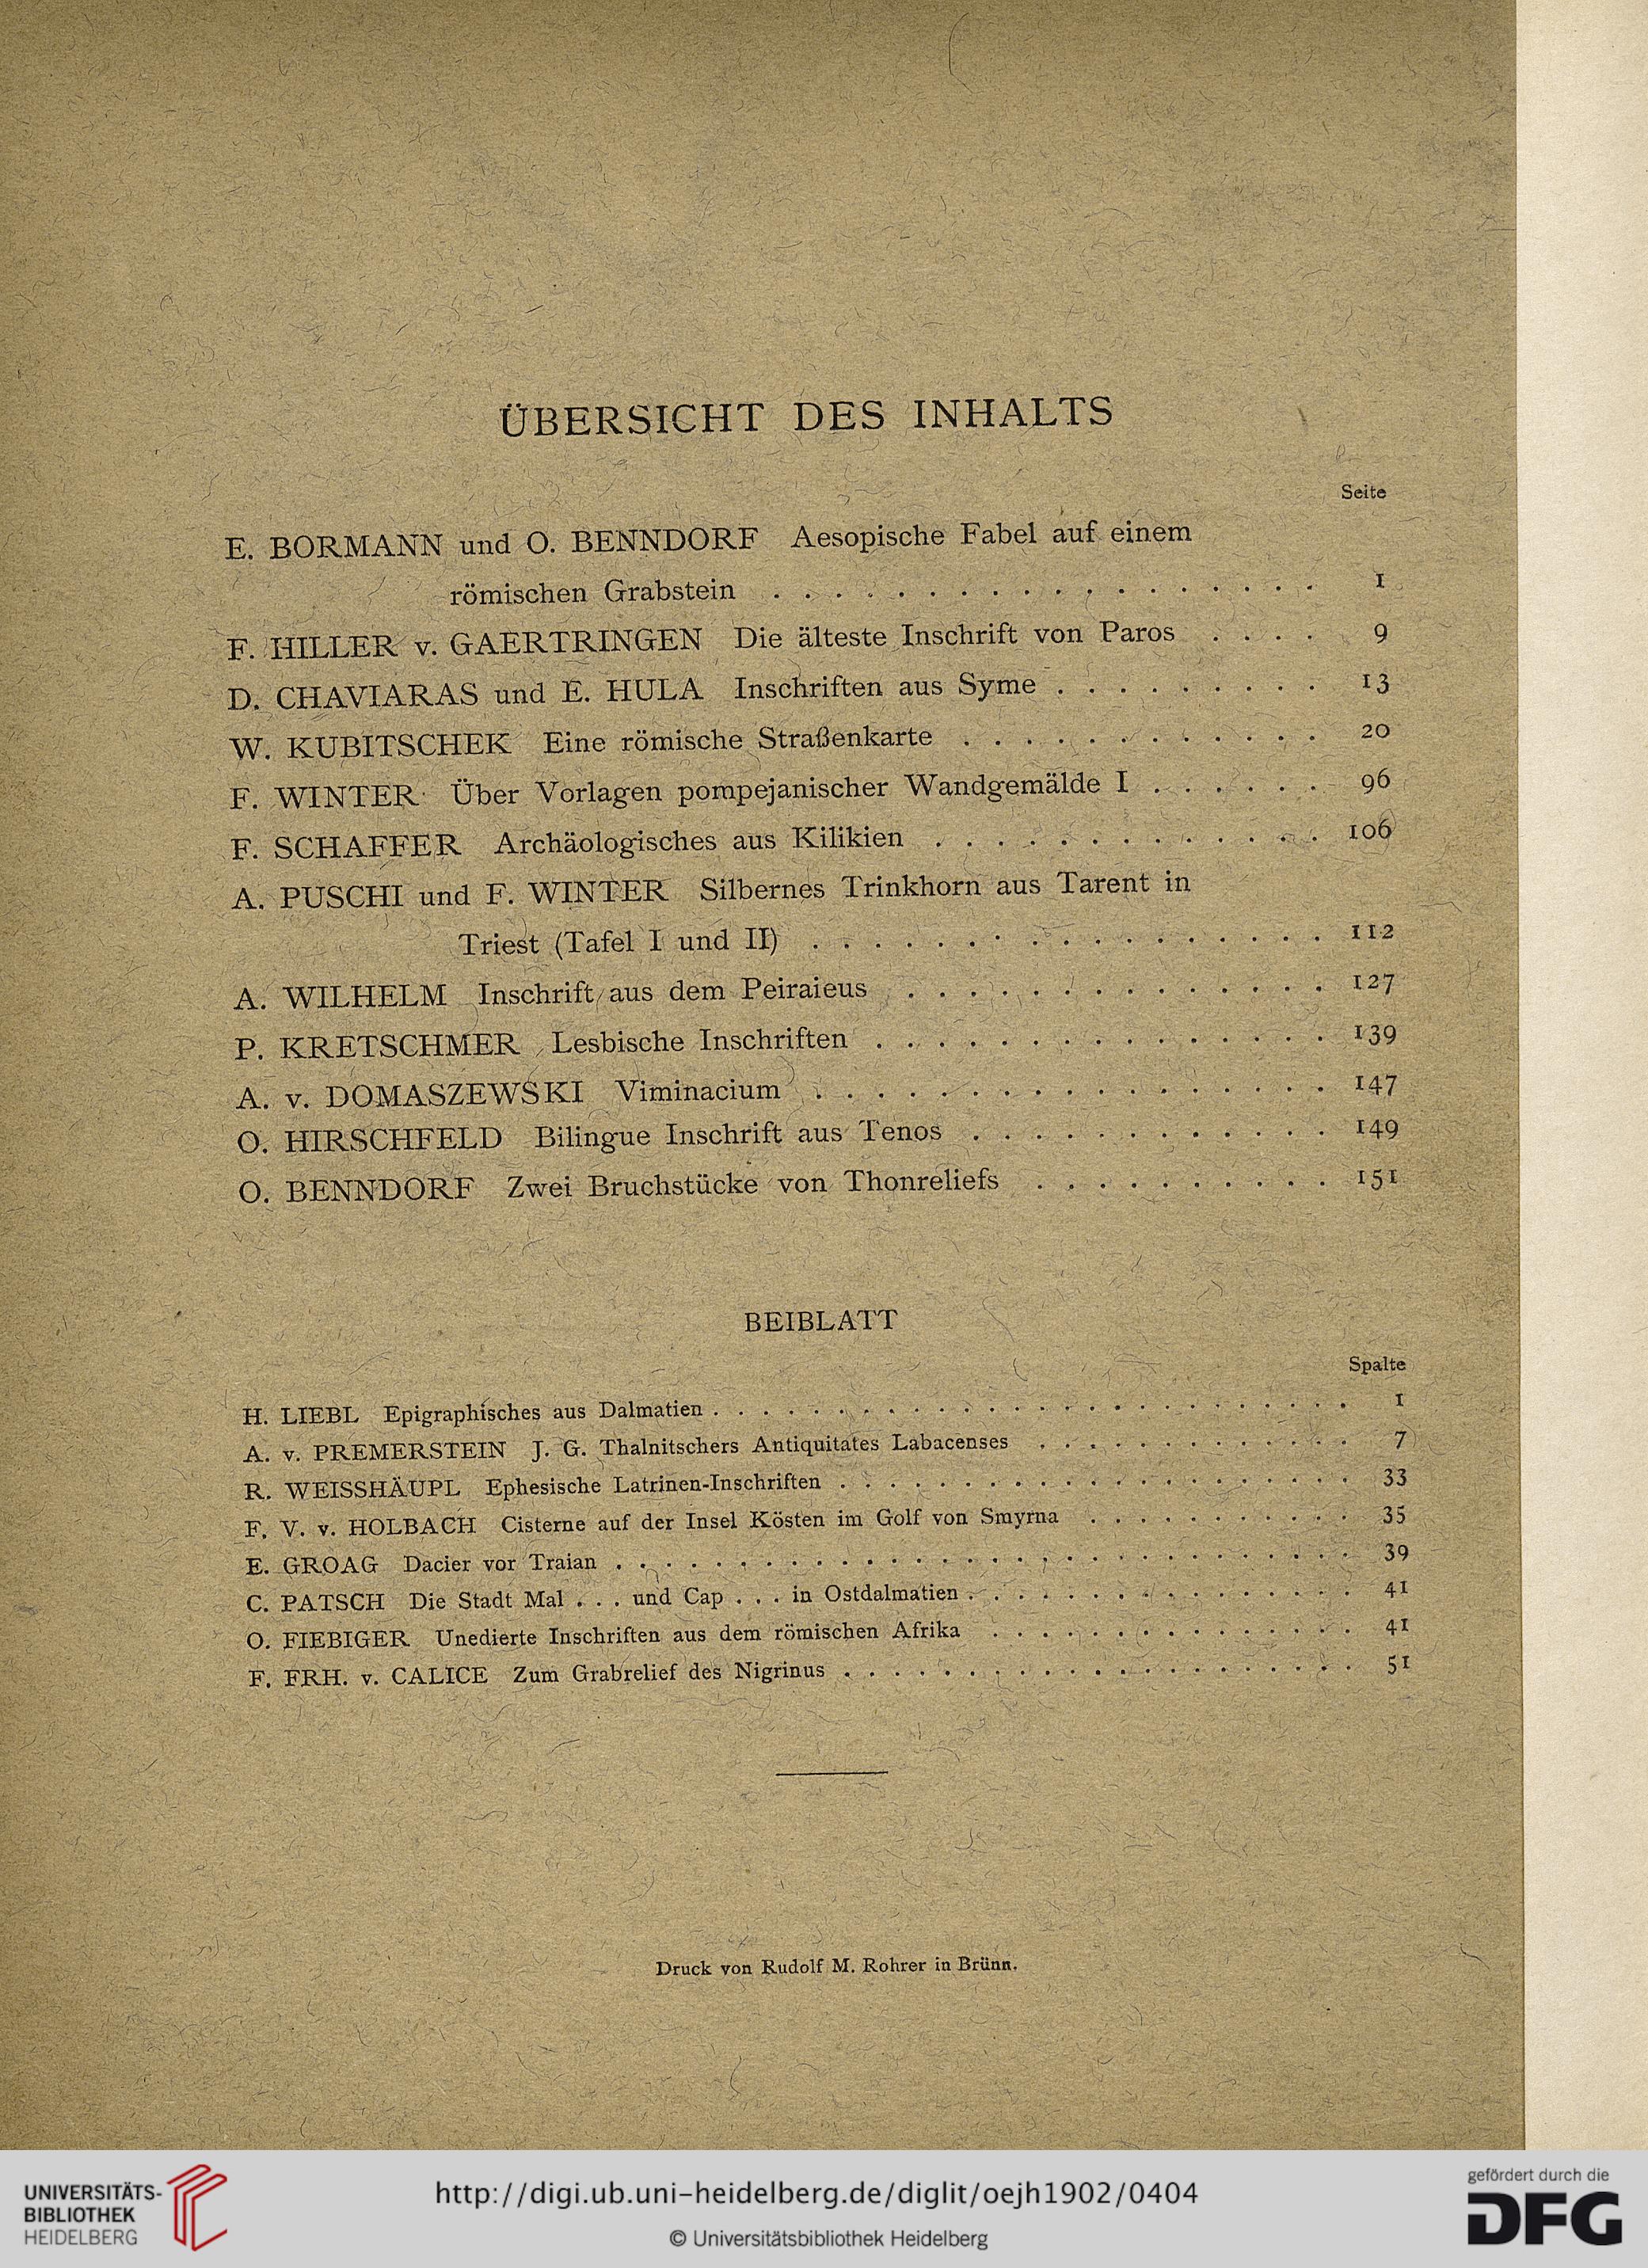 ÜBERSICHT DES INHALTS
Seite
E. BORMANN und O. BENNDORF Aesopische Fabel auf einem
römischen Grabstein . . . . . . . . . . . . . . . . . . 1
F. HILLER v. GAERTRINGEN Die älteste Inschrift von Paros . . . . 9
D. CHAVIARAS und E. HULA Inschriften aus Syme . . . . . . . . . 13
W. KUBITSCHEK Eine römische Straßenkarte . . . . . . . . . . . . 20
F. WINTER Über Vorlagen pompejanischer Wandgemälde I . . . . . . 96
F. SCHAFFER Archäologisches aus Kilikien . . . . . . . . . . . . . 106
A. PUSCHI und F. WINTER Silbernes Trinkhorn aus Tarent in
Triest (Tafel I und II) . . . . . . . . . . . . . . . . . 112
A. WILHELM Inschrift aus dem Peiraieus . . . . . . . . . . . . . . 127
P. KRETSCHMER Lesbische Inschriften . . . . . . . . . . . . . . . 139
A. v. DOMASZEWSKI Viminacium . . . . . . . . . . . . . . . . . 147
O. HIRSCHFELD Bilingue Inschrift aus Tenos . . . . . . . . . . . . 149
O. BENNDORF Zwei Bruchstücke von Thonreliefs . . . . . . . . . . 151
BEIBLATT
Spalte
H. LIEBL Epigraphisches aus Dalmatien . . . . . . . . . . . . . . . . . . . . . . . . . . 1
A. v. PREMERSTEIN J. G. Thalnitschers Antiquitates Labacenses . . . . . . . . . . . . . 7
R. WEISSHÄUPL Ephesische Latrinen-Inschriften . . . . . . . . . . . . . . . . . . . . . 33
F. V. v. HOLBACH Cisterne auf der Insel Kösten im Golf von Smyrna . . . . . . . . . . . 35
E. GROAG Dacier vor Traian . . . . . . . . . . . . . . . . . . . . . . . . . . . . . . 39
C. PATSCH Die Stadt Mal . . . und Cap . . . in Ostdalmatien . . . . . . . . . . . . . . . . 41
O. FIEBIGER Unedierte Inschriften aus dem römischen Afrika . . . . . . . . . . . . . . . 41
F. FRH. v. CALICE Zum Grabrelief des Nigrinus . . . . . . . . . . . . . . . . . . . . . 51
Druck von Rudolf M. Rohrer in Brünn.
UNIVERSITÄTS-
BIBLIOTHEK
HEIDELBERG
http://digi.ub.uni-heidelberg.de/diglit/oejh1902/0404
© Universitätsbibliothek Heidelberg
gefördert durch die
DFG